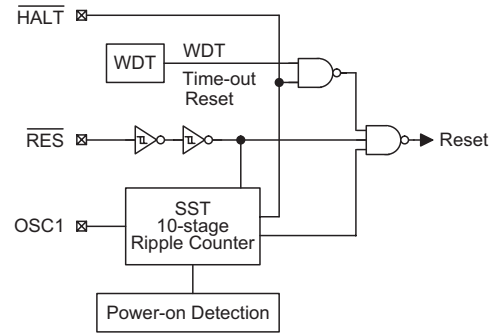 HALT
WDT
WDT
Time-out
Reset
RES
Reset
SST
10-stage
Ripple Counter
OSC1
Power-on Detection